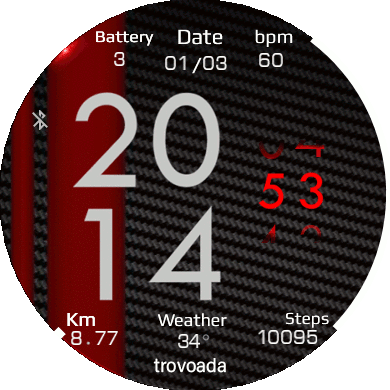 Battery Date bpm
3 01/03 60
20
53
14
Km Weather Steps
8.77 34° 10095
trovoada